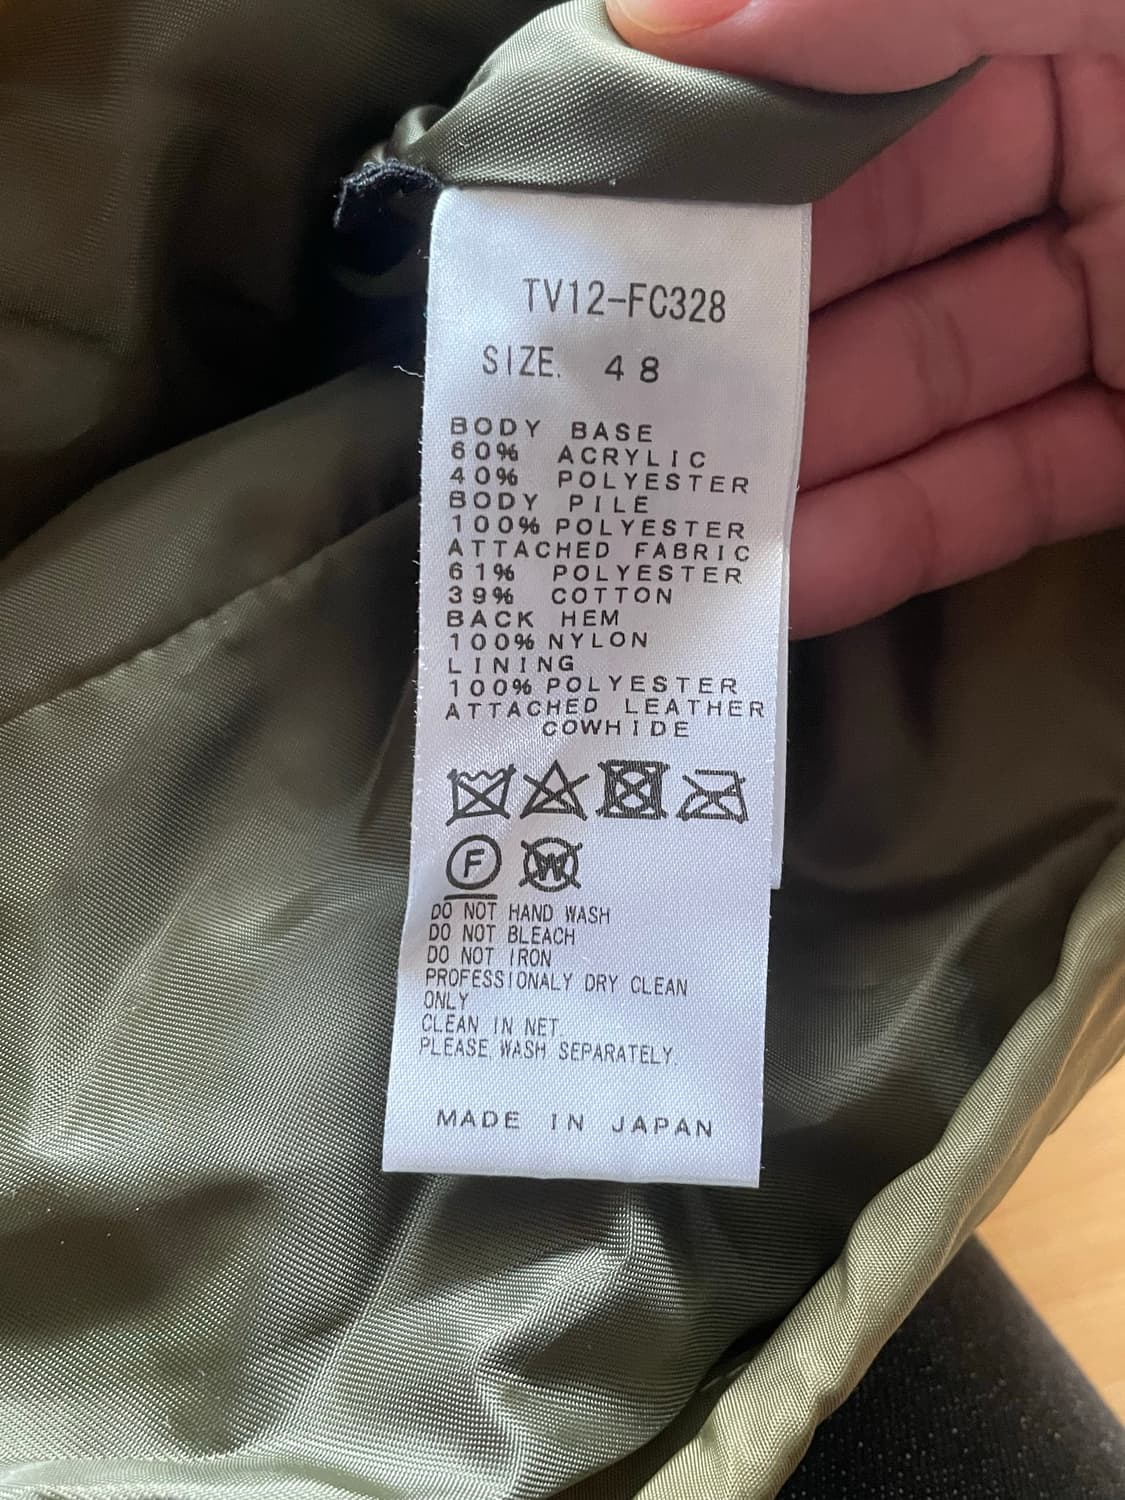 TV12-FC328
SIZE. 48
BODY BASE
60% ACRYLIC
40% POLYESTER
BODY PILE
100% POLYESTER
ATTACHED FABRIC
61% POLYESTER
39% COTTON
BACK HEM
100% NYLON
LINING
100% POLYESTER
ATTACHED LEATHER
COWHIDE
F W
DO NOT HAND WASH
DO NOT BLEACH
DO NOT IRON
PROFESSIONALY DRY CLEAN
ONLY
CLEAN IN NET.
PLEASE WASH SEPARATELY.
MADE IN JAPAN